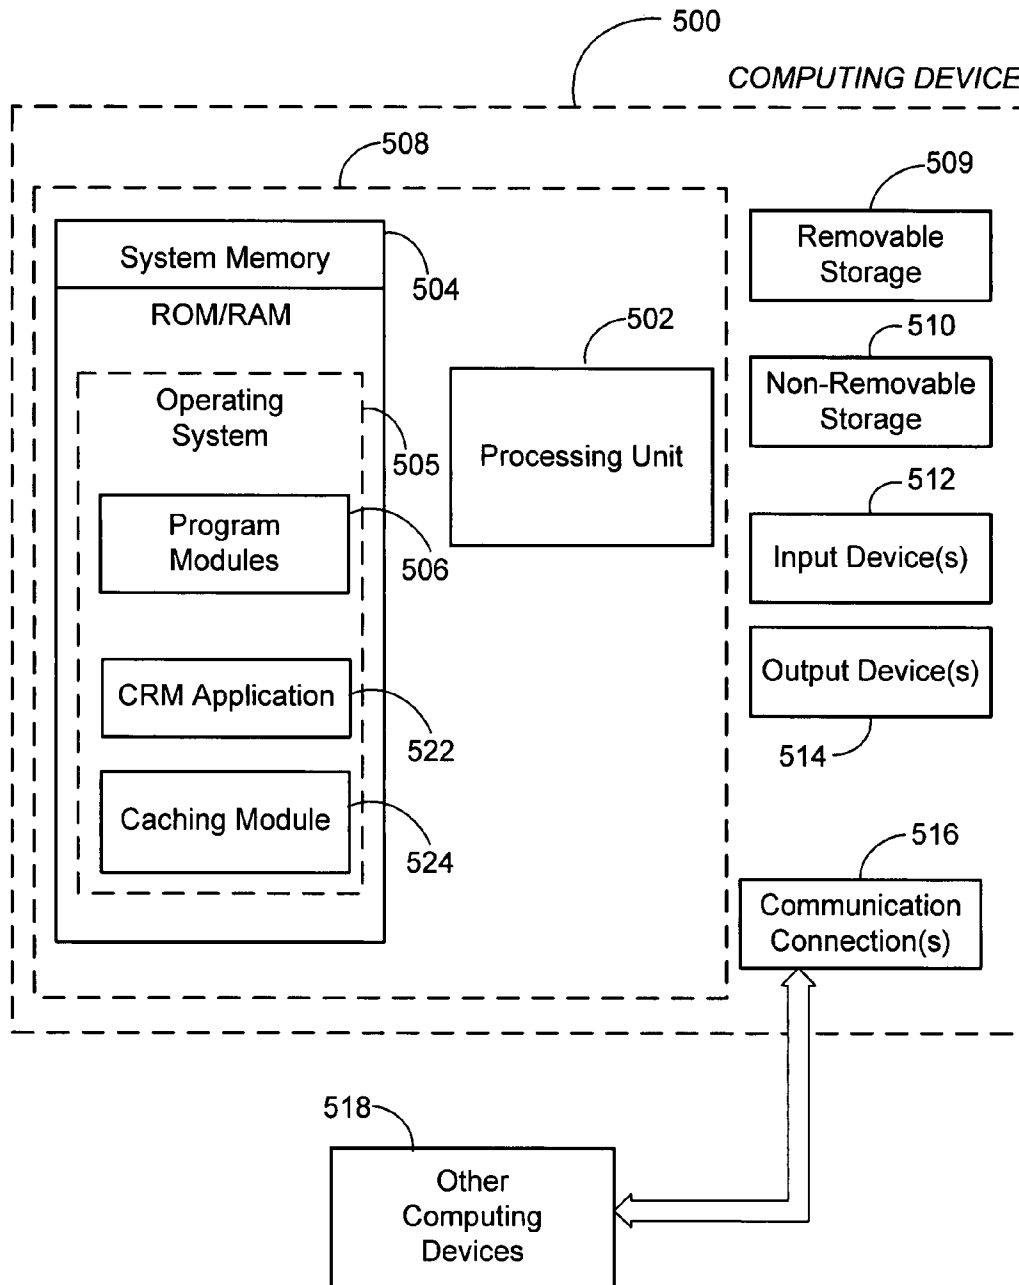 500
COMPUTING DEVICE
508
509
System Memory
504
Removable
Storage
ROM/RAM
502
510
Operating
System
505
Processing Unit
Non-Removable
Storage
Program
Modules
506
512
Input Device(s)
CRM Application
522
Output Device(s)
514
Caching Module
524
516
Communication
Connection(s)
518
Other
Computing
Devices